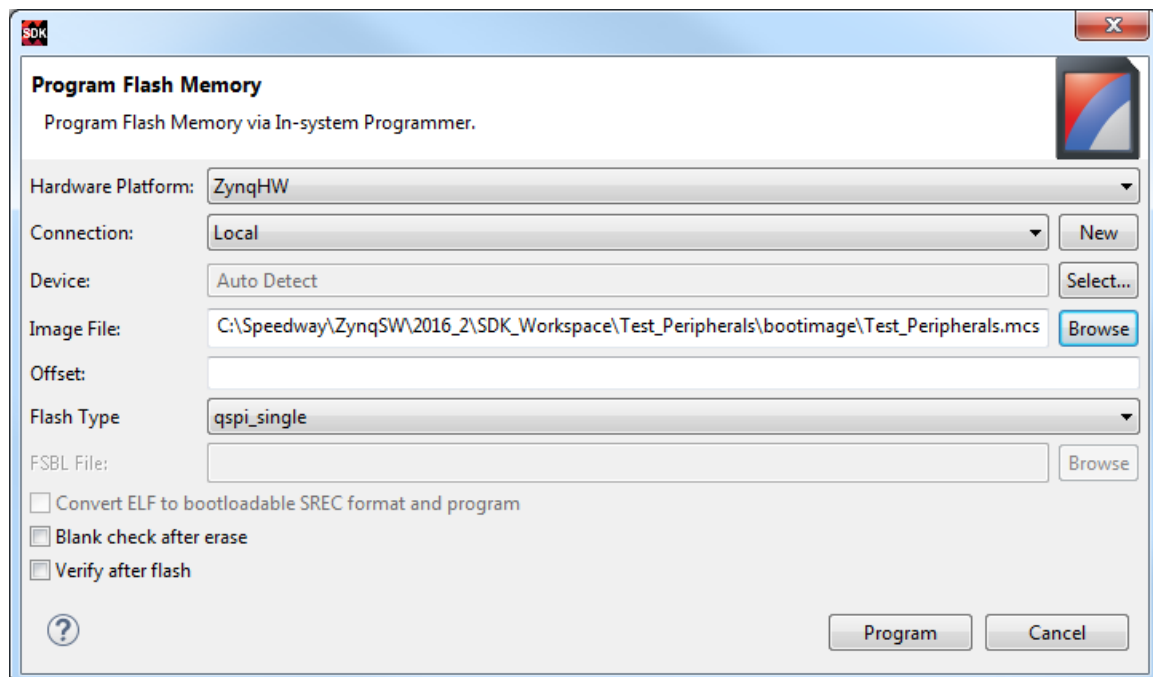 SDK
X
Program Flash Memory
Program Flash Memory via In-system Programmer.
Hardware Platform: ZynqHW
Connection: Local New
Device: Auto Detect Select...
Image File: C:\Speedway\ZynqSW\2016_2\SDK_Workspace\Test_Peripherals\bootimage\Test_Peripherals.mcs Browse
Offset:
Flash Type qspi_single
FSBL File: Browse
Convert ELF to bootloadable SREC format and program
Blank check after erase
Verify after flash
? Program Cancel